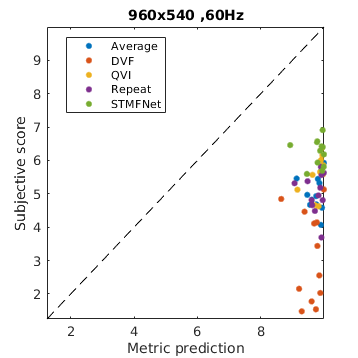 960x540 ,60Hz
Average
DVF
QVI
Repeat
STMFNet
Subjective score
9
8
7
6
5
4
3
2
2
4
6
8
Metric prediction